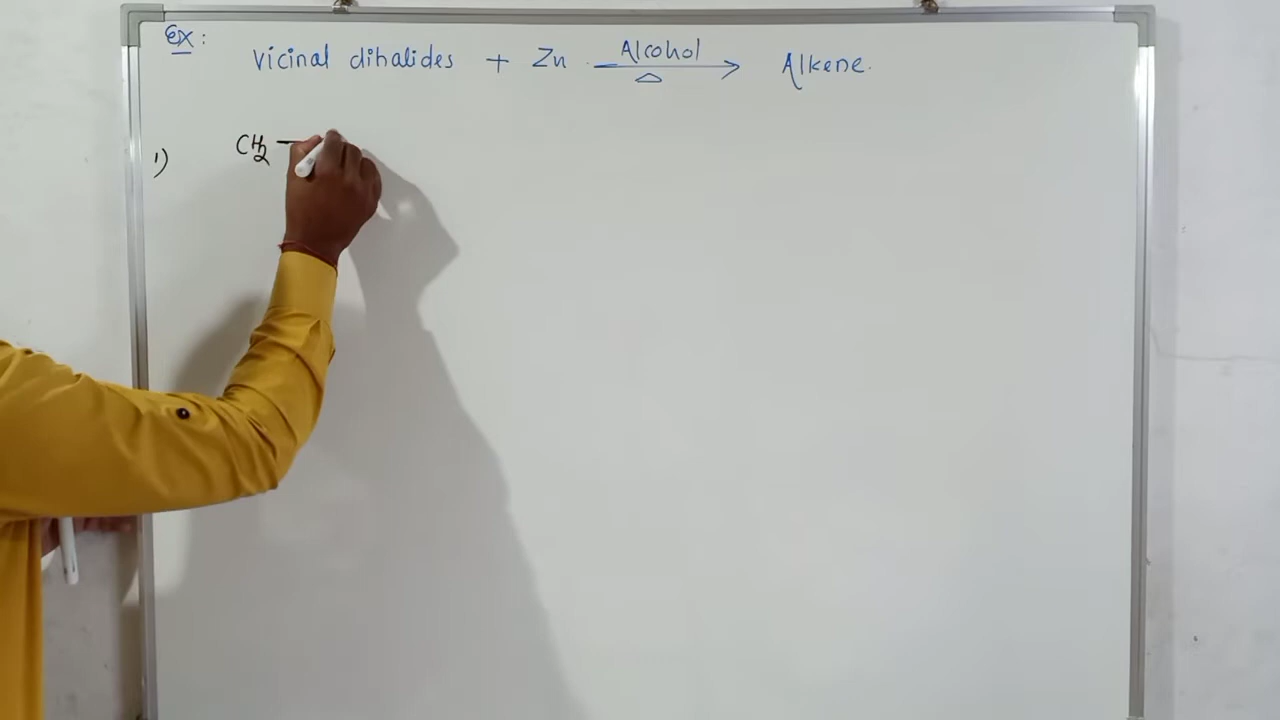 Ex:
Vicinal dihalides + Zn Alcohol △ → Alkene.
1) CH₂ —